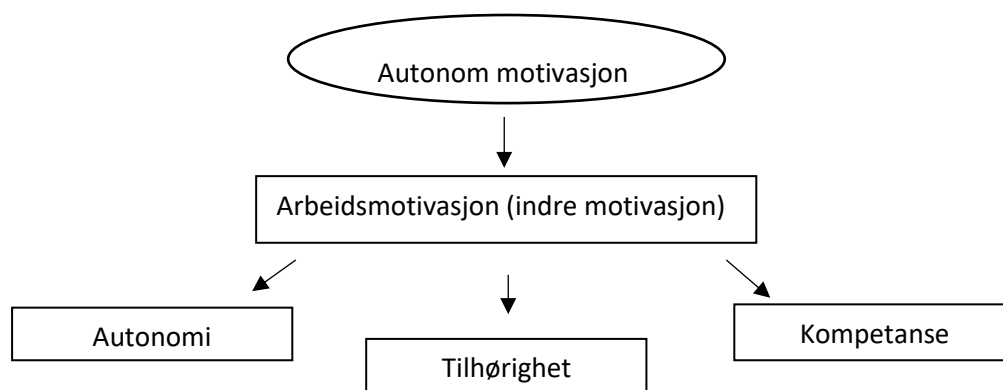 Autonom motivasjon
Arbeidsmotivasjon (indre motivasjon)
Autonomi
Tilhørighet
Kompetanse